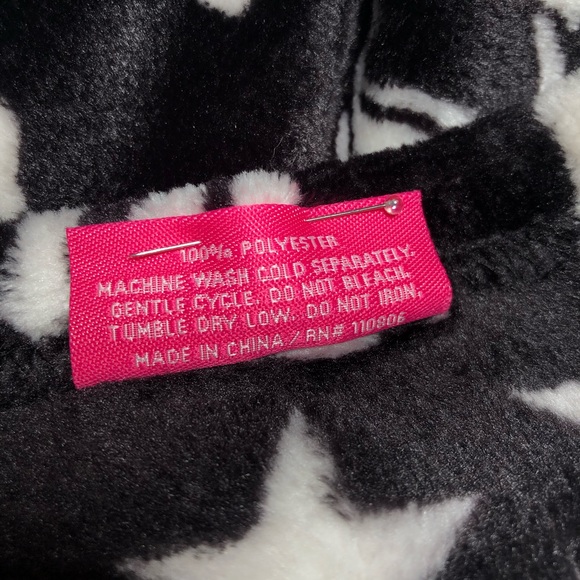 100% POLYESTER
MACHINE WASH COLD SEPARATELY.
GENTLE CYCLE. DO NOT BLEACH.
TUMBLE DRY LOW. DO NOT IRON.
MADE IN CHINA / RN# 110806